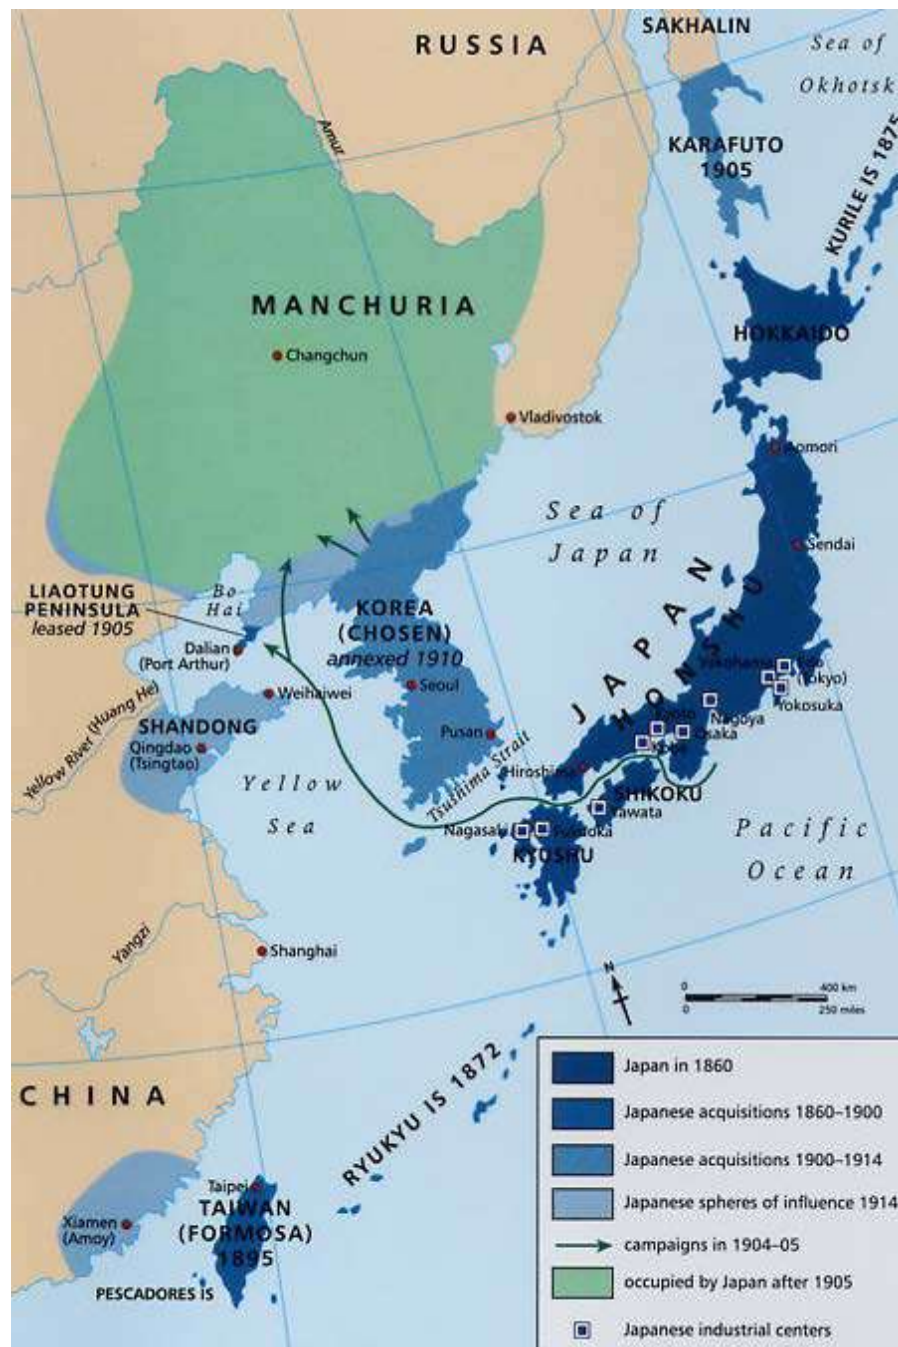 SAKHALIN
RUSSIA
Sea of
Okhotsk
Amur
KARAFUTO
1905
KURILE IS 1875
MANCHURIA
HOKKAIDO
Changchun
Vladivostok
Aomori
Sea of
Japan
Sendai
LIAOTUNG
PENINSULA
leased 1905
Bo
Hai
KOREA
(CHOSEN)
annexed 1910
Dalian
(Port Arthur)
JAPAN
HONSHU
Yokohama
Edo
(Tokyo)
Yokosuka
Seoul
Weihaiwei
Yellow River (Huang He)
SHANDONG
Qingdao
(Tsingtao)
Pusan
Nagoya
Kyoto
Osaka
Kobe
Hiroshima
Tsushima Strait
Yellow
Sea
SHIKOKU
Yawata
Nagasaki
Fukuoka
KYUSHU
Pacific
Ocean
Yangzi
Shanghai
N
0
400 km
0
250 miles
CHINA
RYUKYU IS 1872
Japan in 1860
Japanese acquisitions 1860–1900
Japanese acquisitions 1900–1914
Japanese spheres of influence 1914
campaigns in 1904–05
occupied by Japan after 1905
Japanese industrial centers
Taipei
TAIWAN
(FORMOSA)
1895
Xiamen
(Amoy)
PESCADORES IS